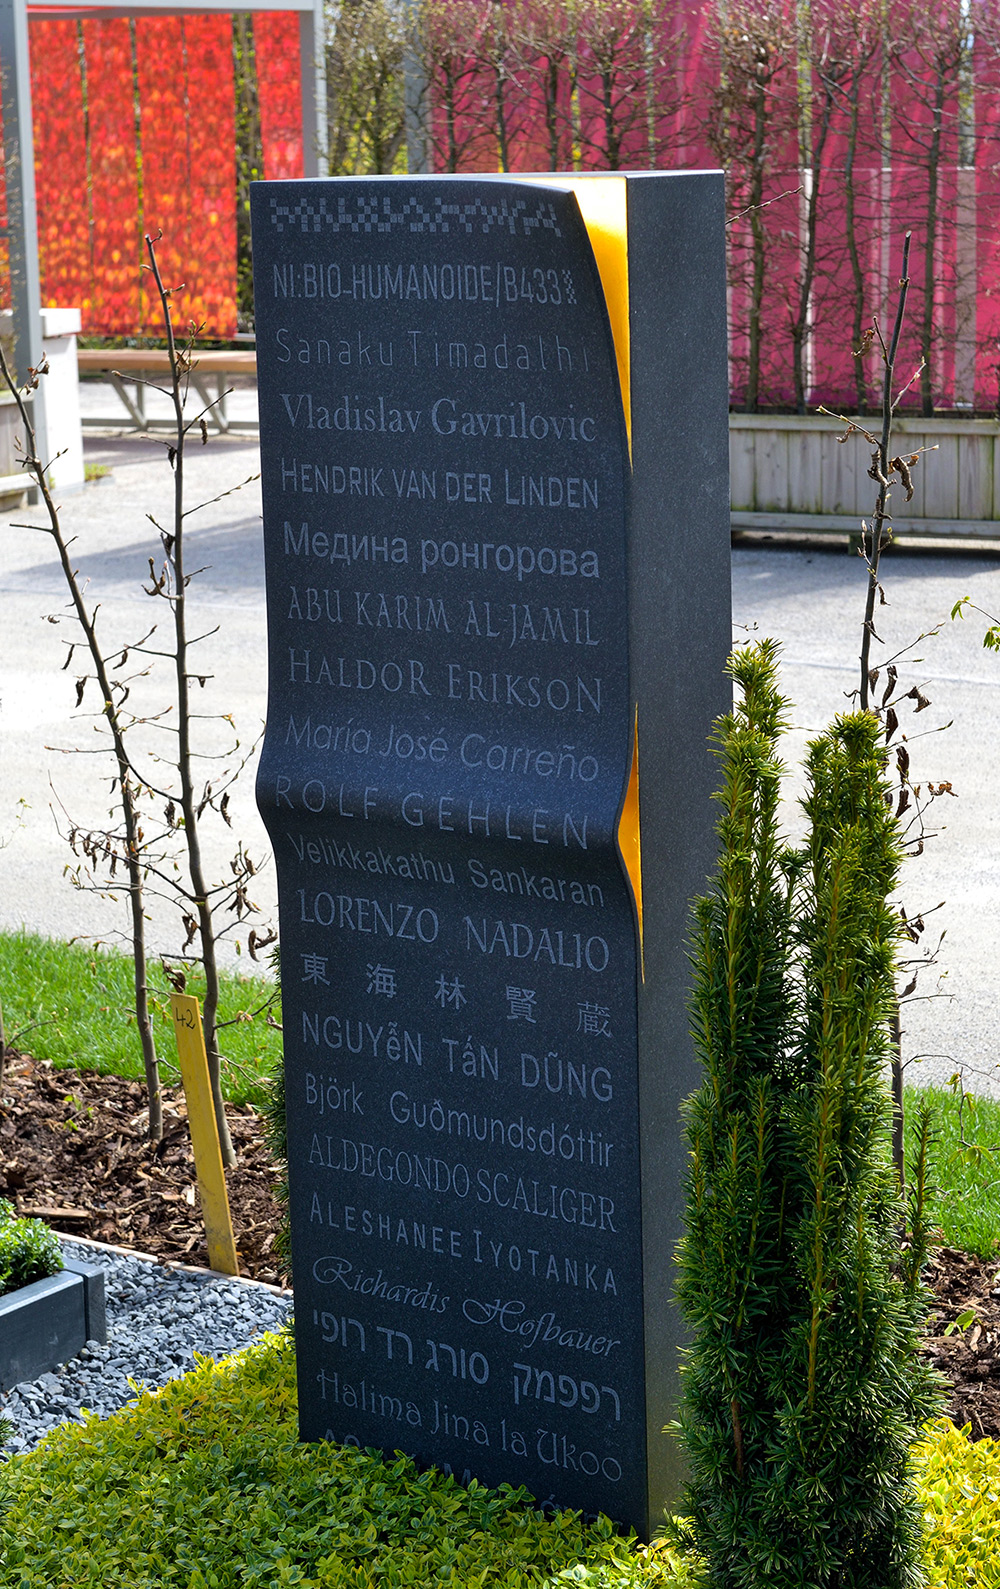 NI:BIO-HUMANOIDE/B433
Sanaku Timadathi
Vladislav Gavrilovic
HENDRIK VAN DER LINDEN
Медина ронгорова
ABU KARIM AL-JAMIL
HALDOR ERIKSON
María José Carreño
ROLF GEHLEN
Velikkakathu Sankaran
LORENZO NADALIO
東海林賢蔵
NGUYễN TấN DŨNG
Björk Guðmundsdóttir
ALDEGONDO SCALIGER
ALESHANEE IYOTANKA
Richardis Hofbauer
רפפמק סורג רד רופי
Halima Jina la Ukoo
42